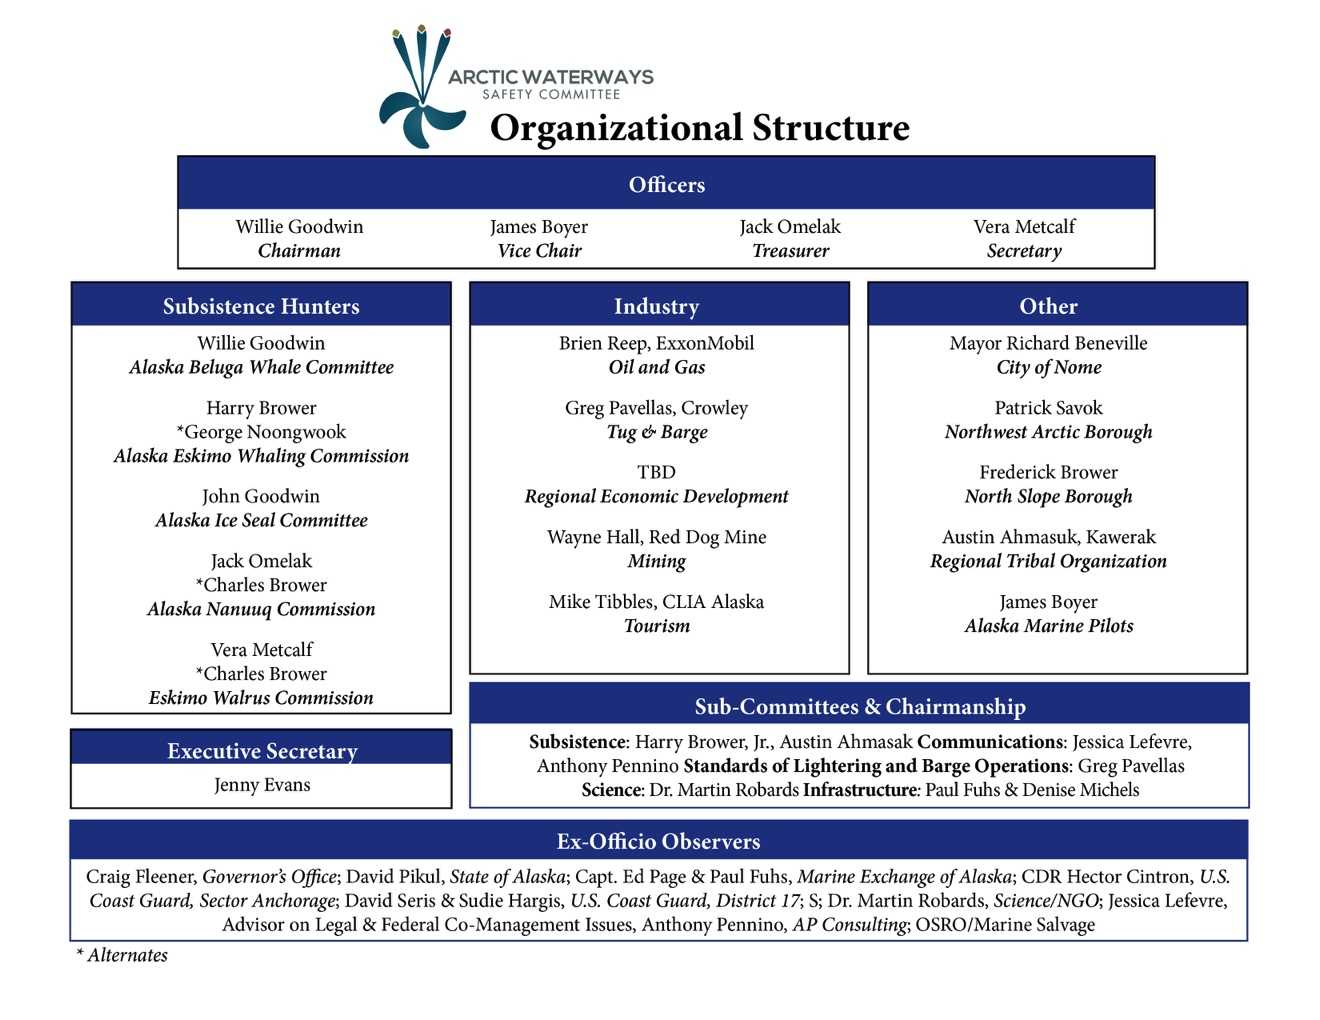 ARCTIC WATERWAYS
SAFETY COMMITTEE
Organizational Structure
Officers
Willie Goodwin
Chairman
James Boyer
Vice Chair
Jack Omelak
Treasurer
Vera Metcalf
Secretary
Subsistence Hunters
Willie Goodwin
Alaska Beluga Whale Committee
Harry Brower
*George Noongwook
Alaska Eskimo Whaling Commission
John Goodwin
Alaska Ice Seal Committee
Jack Omelak
*Charles Brower
Alaska Nanuuq Commission
Vera Metcalf
*Charles Brower
Eskimo Walrus Commission
Industry
Brien Reep, ExxonMobil
Oil and Gas
Greg Pavellas, Crowley
Tug & Barge
TBD
Regional Economic Development
Wayne Hall, Red Dog Mine
Mining
Mike Tibbles, CLIA Alaska
Tourism
Other
Mayor Richard Beneville
City of Nome
Patrick Savok
Northwest Arctic Borough
Frederick Brower
North Slope Borough
Austin Ahmasuk, Kawerak
Regional Tribal Organization
James Boyer
Alaska Marine Pilots
Executive Secretary
Jenny Evans
Sub-Committees & Chairmanship
Subsistence: Harry Brower, Jr., Austin Ahmasak Communications: Jessica Lefevre,
Anthony Pennino Standards of Lightering and Barge Operations: Greg Pavellas
Science: Dr. Martin Robards Infrastructure: Paul Fuhs & Denise Michels
Ex-Officio Observers
Craig Fleener, Governor's Office; David Pikul, State of Alaska; Capt. Ed Page & Paul Fuhs, Marine Exchange of Alaska; CDR Hector Cintron, U.S.
Coast Guard, Sector Anchorage; David Seris & Sudie Hargis, U.S. Coast Guard, District 17; S; Dr. Martin Robards, Science/NGO; Jessica Lefevre,
Advisor on Legal & Federal Co-Management Issues, Anthony Pennino, AP Consulting; OSRO/Marine Salvage
* Alternates